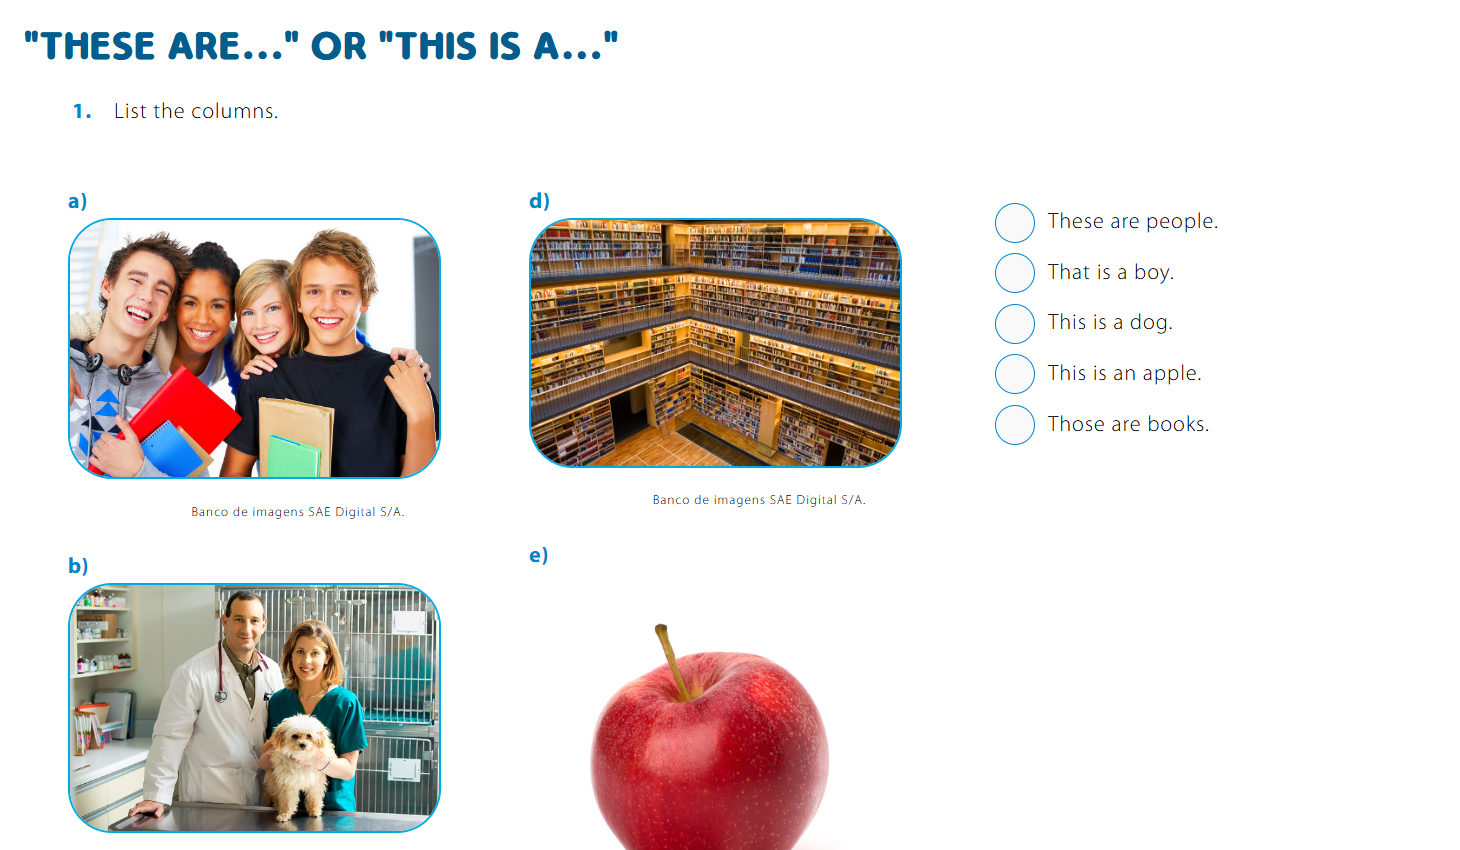 "THESE ARE..." OR "THIS IS A..."
1. List the columns.
a)
Banco de imagens SAE Digital S/A.
b)
d)
Banco de imagens SAE Digital S/A.
e)
These are people.
That is a boy.
This is a dog.
This is an apple.
Those are books.